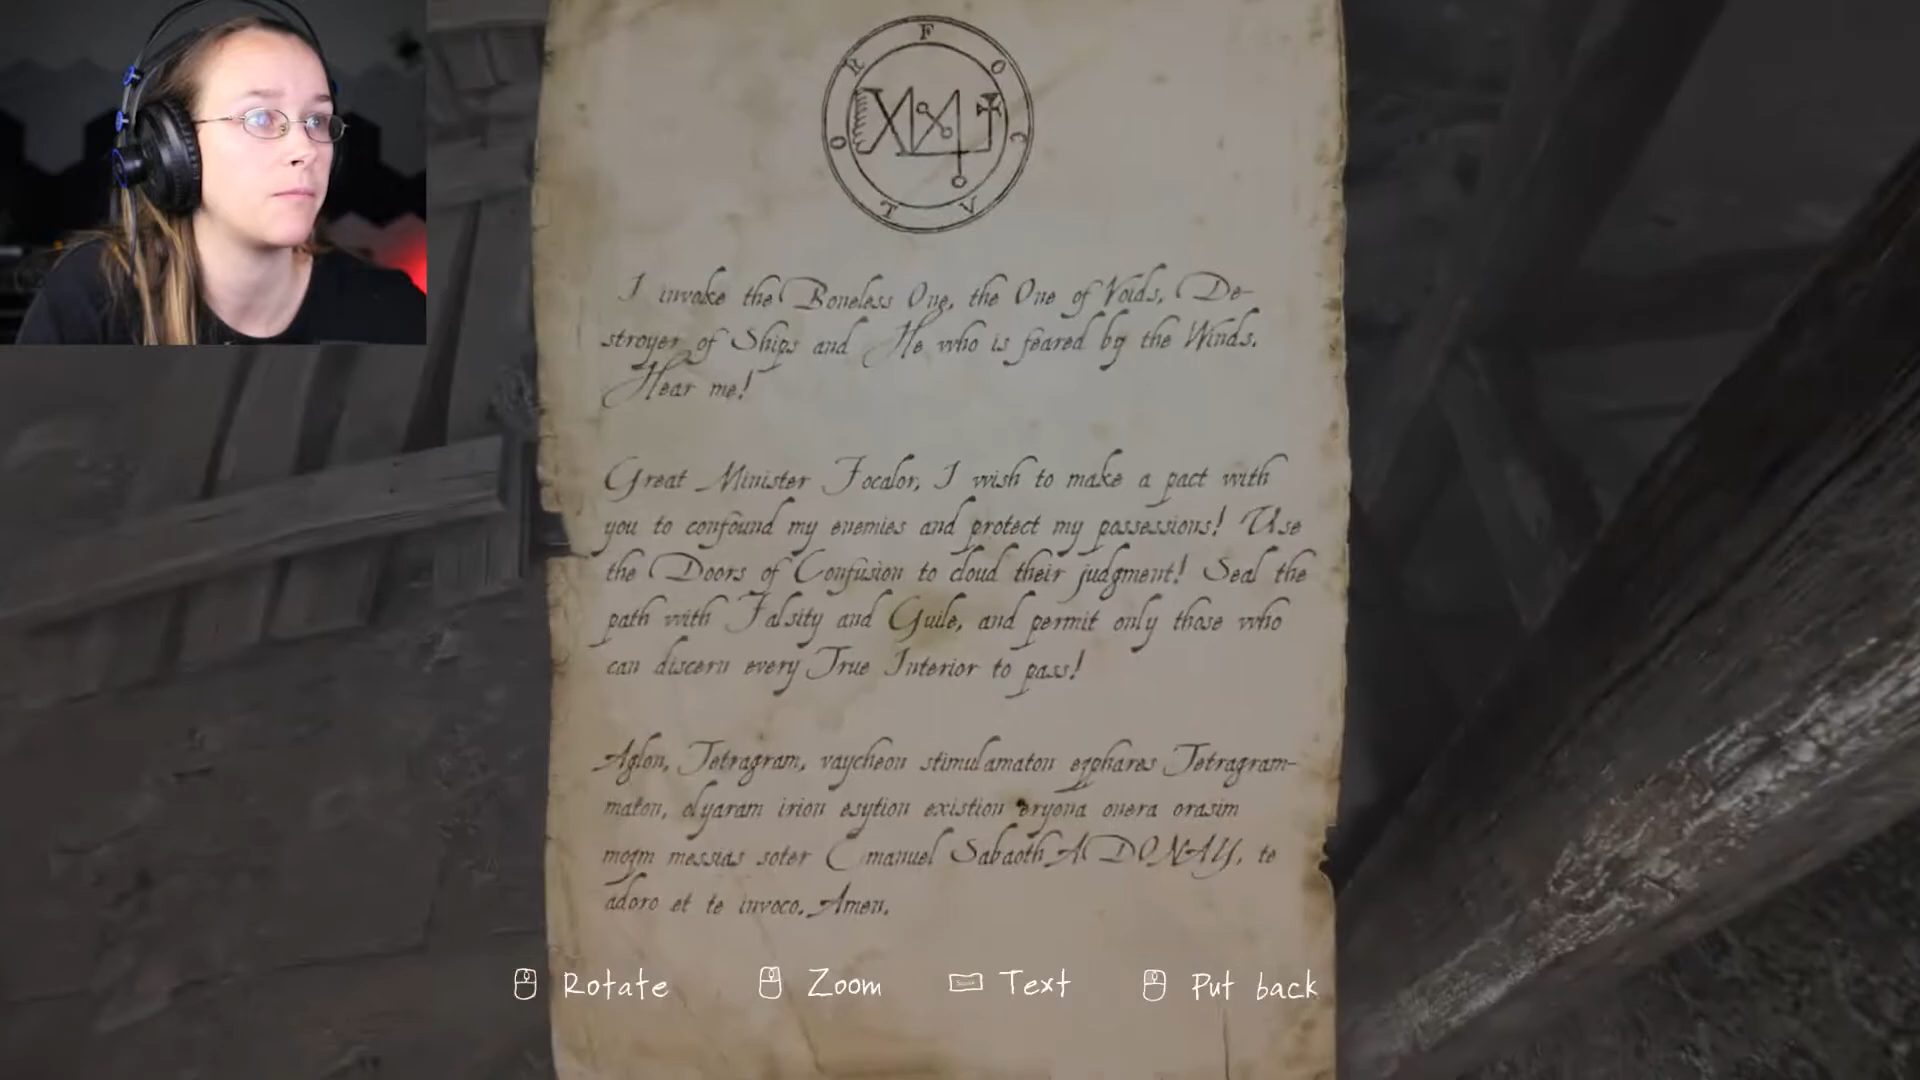 F O C V T O R
I invoke the Boneless One, the One of Voids, De-
stroyer of Ships and He who is feared by the Winds.
Hear me!
Great Minister Focalor, I wish to make a pact with
you to confound my enemies and protect my possessions! Use
the Doors of Confusion to cloud their judgment! Seal the
path with Falsity and Guile, and permit only those who
can discern every True Interior to pass!
Aglon, Tetragram, vaycheon stimulamaton ezphares Tetragram-
maton, olyaram irion esytion existion eryona onera orasim
mozm messias soter Emanuel Sabaoth ADONAY, te
adoro et te invoco. Amen.
Rotate Zoom Text Put back